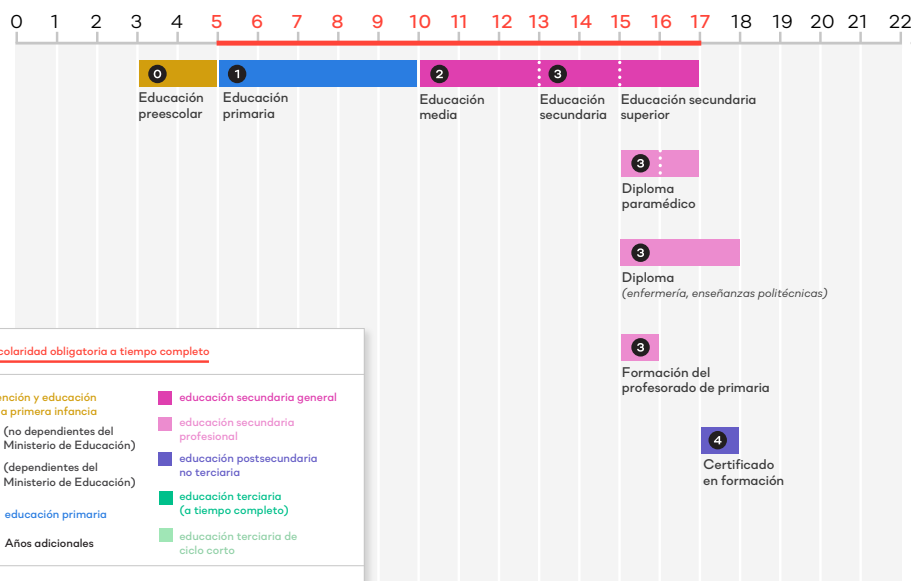 0 1 2 3 4 5 6 7 8 9 10 11 12 13 14 15 16 17 18 19 20 21 22
0 1 2 3 3
Educación
preescolar
Educación
primaria
Educación
media
Educación
secundaria
Educación secundaria
superior
3
Diploma
paramédico
3
Diploma
(enfermería, enseñanzas politécnicas)
3
Formación del
profesorado de primaria
4
Certificado
en formación
colaridad obligatoria a tiempo completo
ención y educación
a primera infancia
(no dependientes del
Ministerio de Educación)
(dependientes del
Ministerio de Educación)
educación primaria
Años adicionales
educación secundaria general
educación secundaria
profesional
educación postsecundaria
no terciaria
educación terciaria
(a tiempo completo)
educación terciaria de
ciclo corto